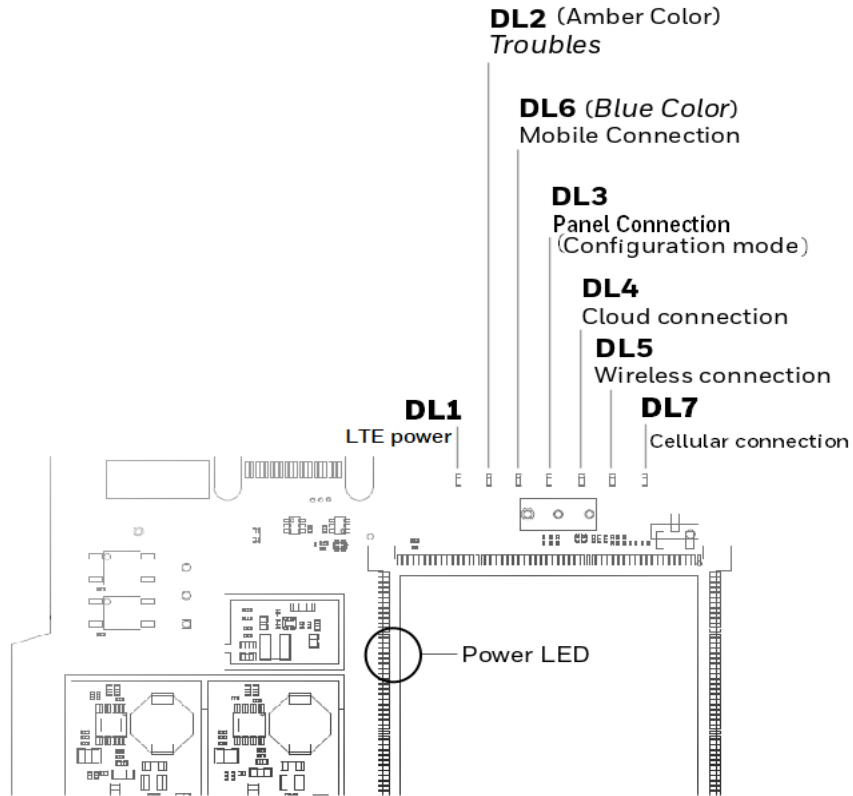 DL2 (Amber Color)
Troubles
DL6 (Blue Color)
Mobile Connection
DL3
Panel Connection
(Configuration mode)
DL4
Cloud connection
DL5
Wireless connection
DL1
LTE power
DL7
Cellular connection
Power LED